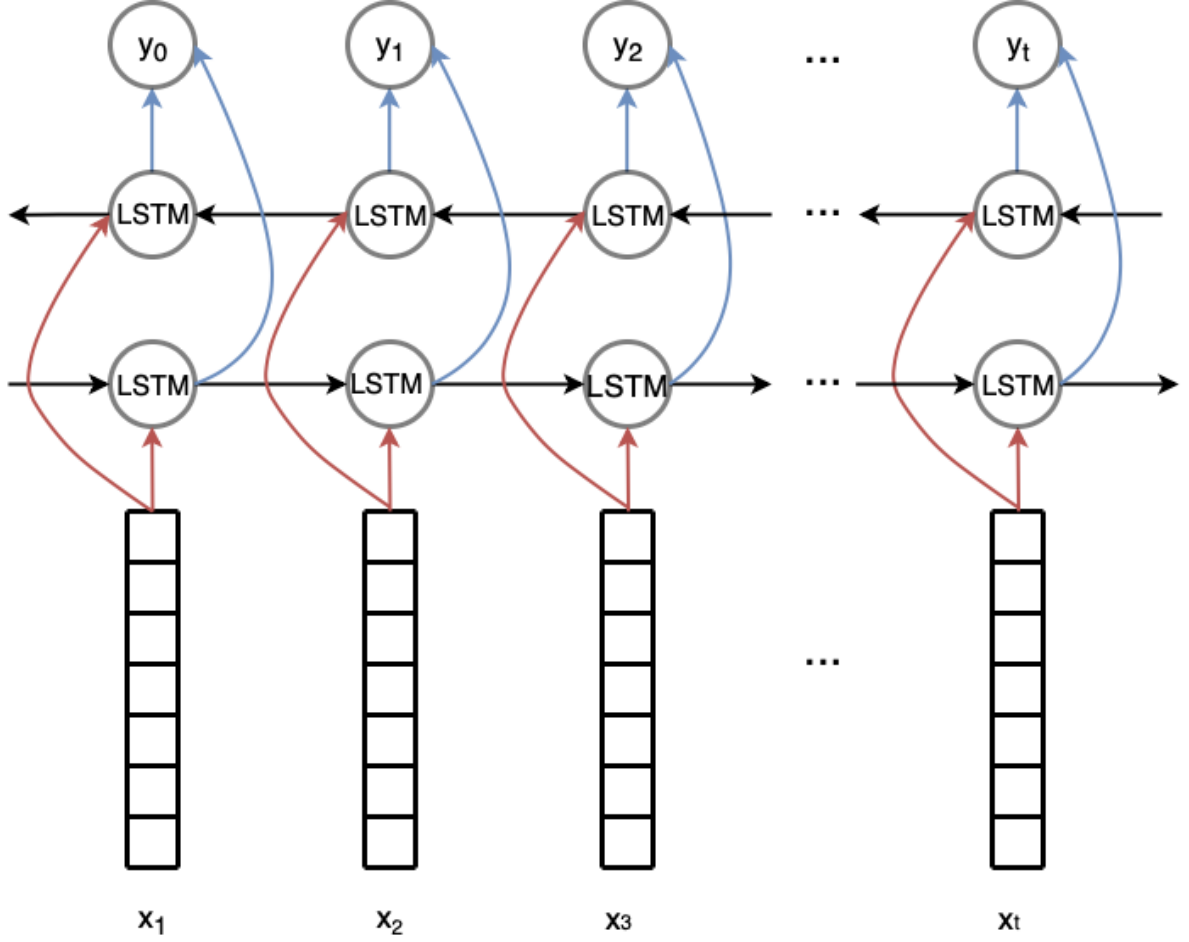 y₀ y₁ y₂ ... yₜ
LSTM LSTM LSTM ... LSTM
LSTM LSTM LSTM ... LSTM
...
x₁ x₂ x₃ xₜ